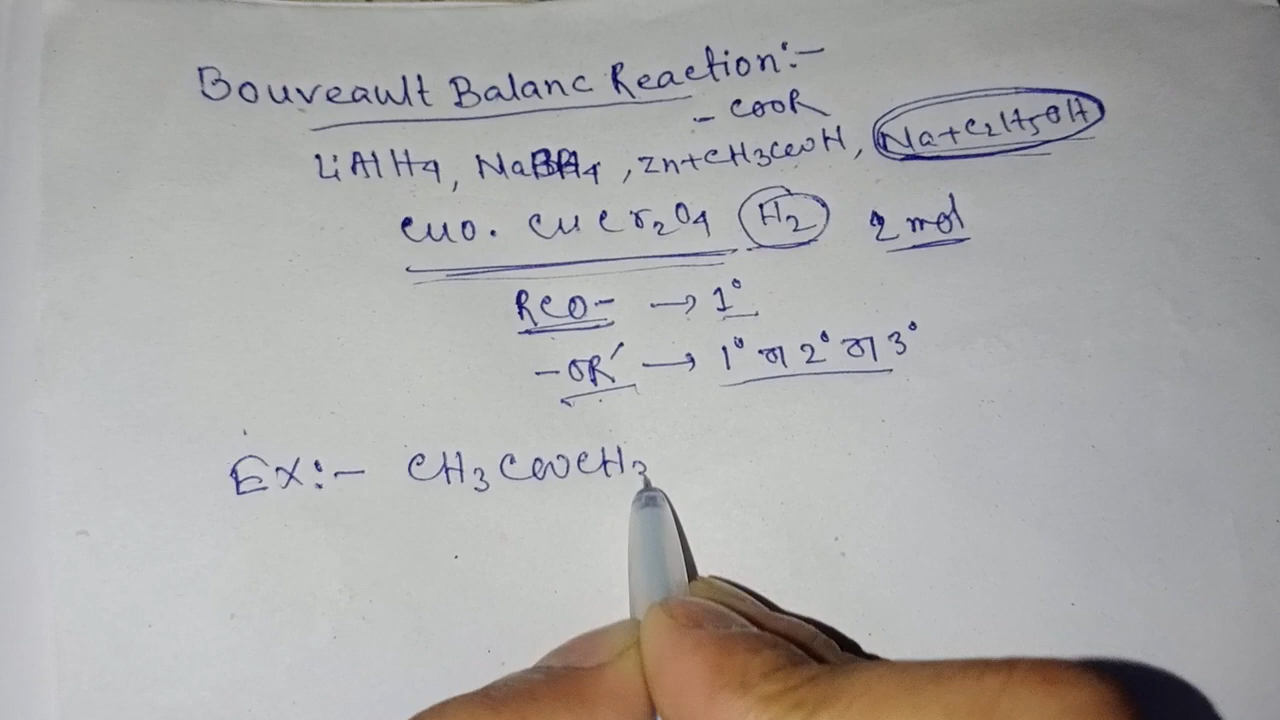 Bouveault Balanc Reaction:-
- COOR
LiAlH4, NaBH4, Zn+CH3COOH, Na+C2H5OH
CuO. CuCr2O4 H2 2 mol
RCO- → 1°
-OR' → 1° বা 2° বা 3°
Ex:- CH3COOCH3